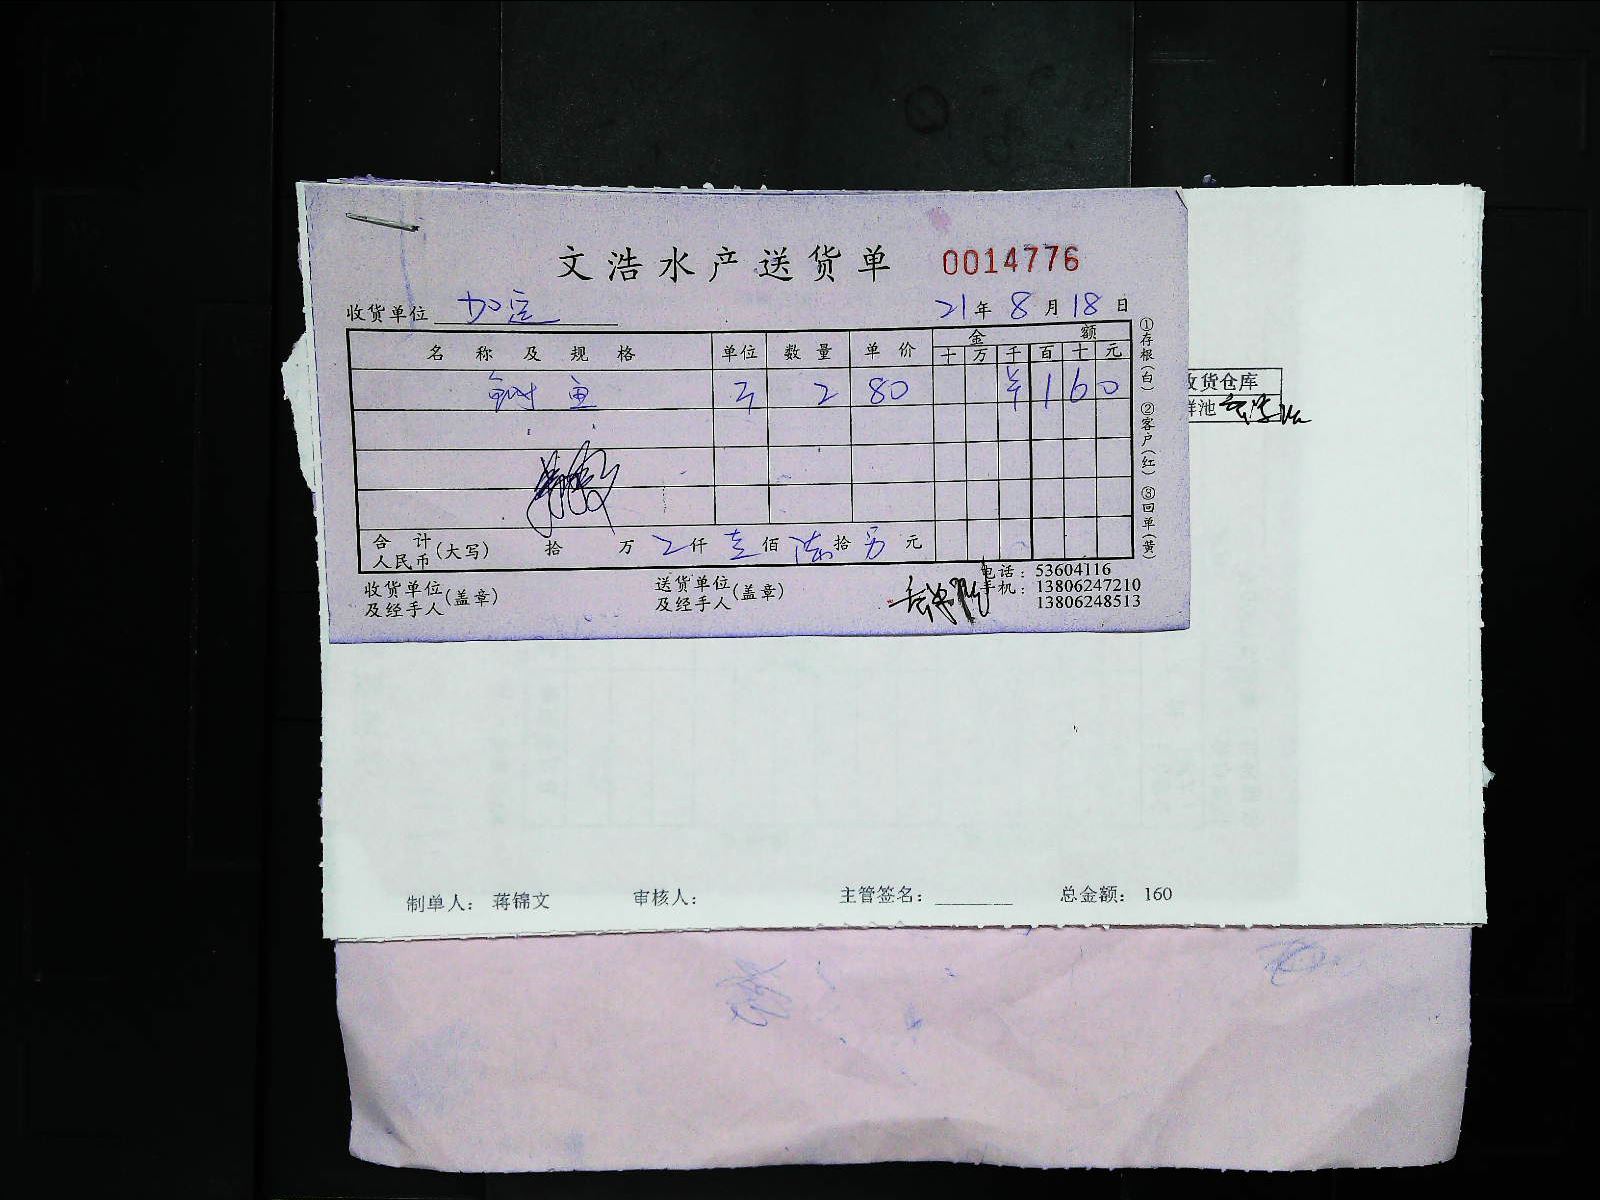 文浩水产送货单 0014776
收货单位 加定 21年8月18日
名称及规格 单位 数量 单价 金额
十 万 千 百 十 元
鱼 2 80 ¥ 1 6 0
合计人民币(大写) 拾 万 仟 壹佰 陆拾 另 元
收货单位及经手人(盖章) 送货单位及经手人(盖章) 电话:53604116
手机:13806247210
13806248513
①存根(白) ②客户(红) ③回单(黄)
收货仓库
鲜池
制单人: 蒋锦文 审核人: 主管签名: 总金额: 160